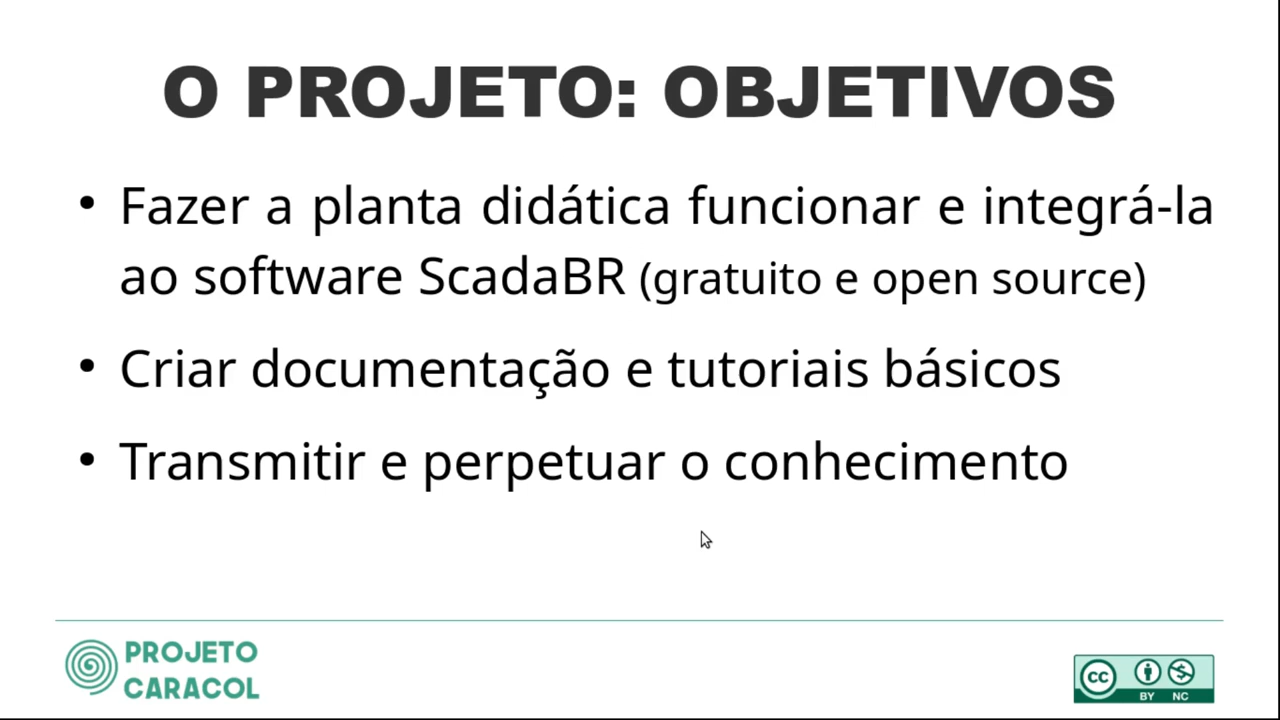 O PROJETO: OBJETIVOS
• Fazer a planta didática funcionar e integrá-la
ao software ScadaBR (gratuito e open source)
• Criar documentação e tutoriais básicos
• Transmitir e perpetuar o conhecimento
PROJETO
CARACOL
cc
BY NC